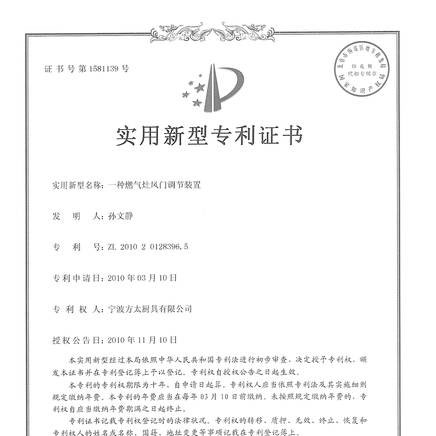 证书号第1581139号
实用新型专利证书
实用新型名称：一种燃气灶风门调节装置
发 明 人：孙文静
专 利 号：ZL 2010 2 0128396.5
专利申请日：2010年03月10日
专 利 权 人：宁波方太厨具有限公司
授权公告日：2010年11月10日
本实用新型经过本局依照中华人民共和国专利法进行初步审查，决定授予专利权，颁
发本证书并在专利登记簿上予以登记。专利权自授权公告之日起生效。
本专利的专利权期限为十年，自申请日起算。专利权人应当依照专利法及其实施细则
规定缴纳年费。本专利的年费应当在每年03月10日前缴纳。未按照规定缴纳年费的，专
利权自应当缴纳年费期满之日起终止。
专利证书记载专利权登记时的法律状况。专利权的转移、质押、无效、终止、恢复和
专利权人的姓名或名称、国籍、地址变更等事项记载在专利登记簿上。